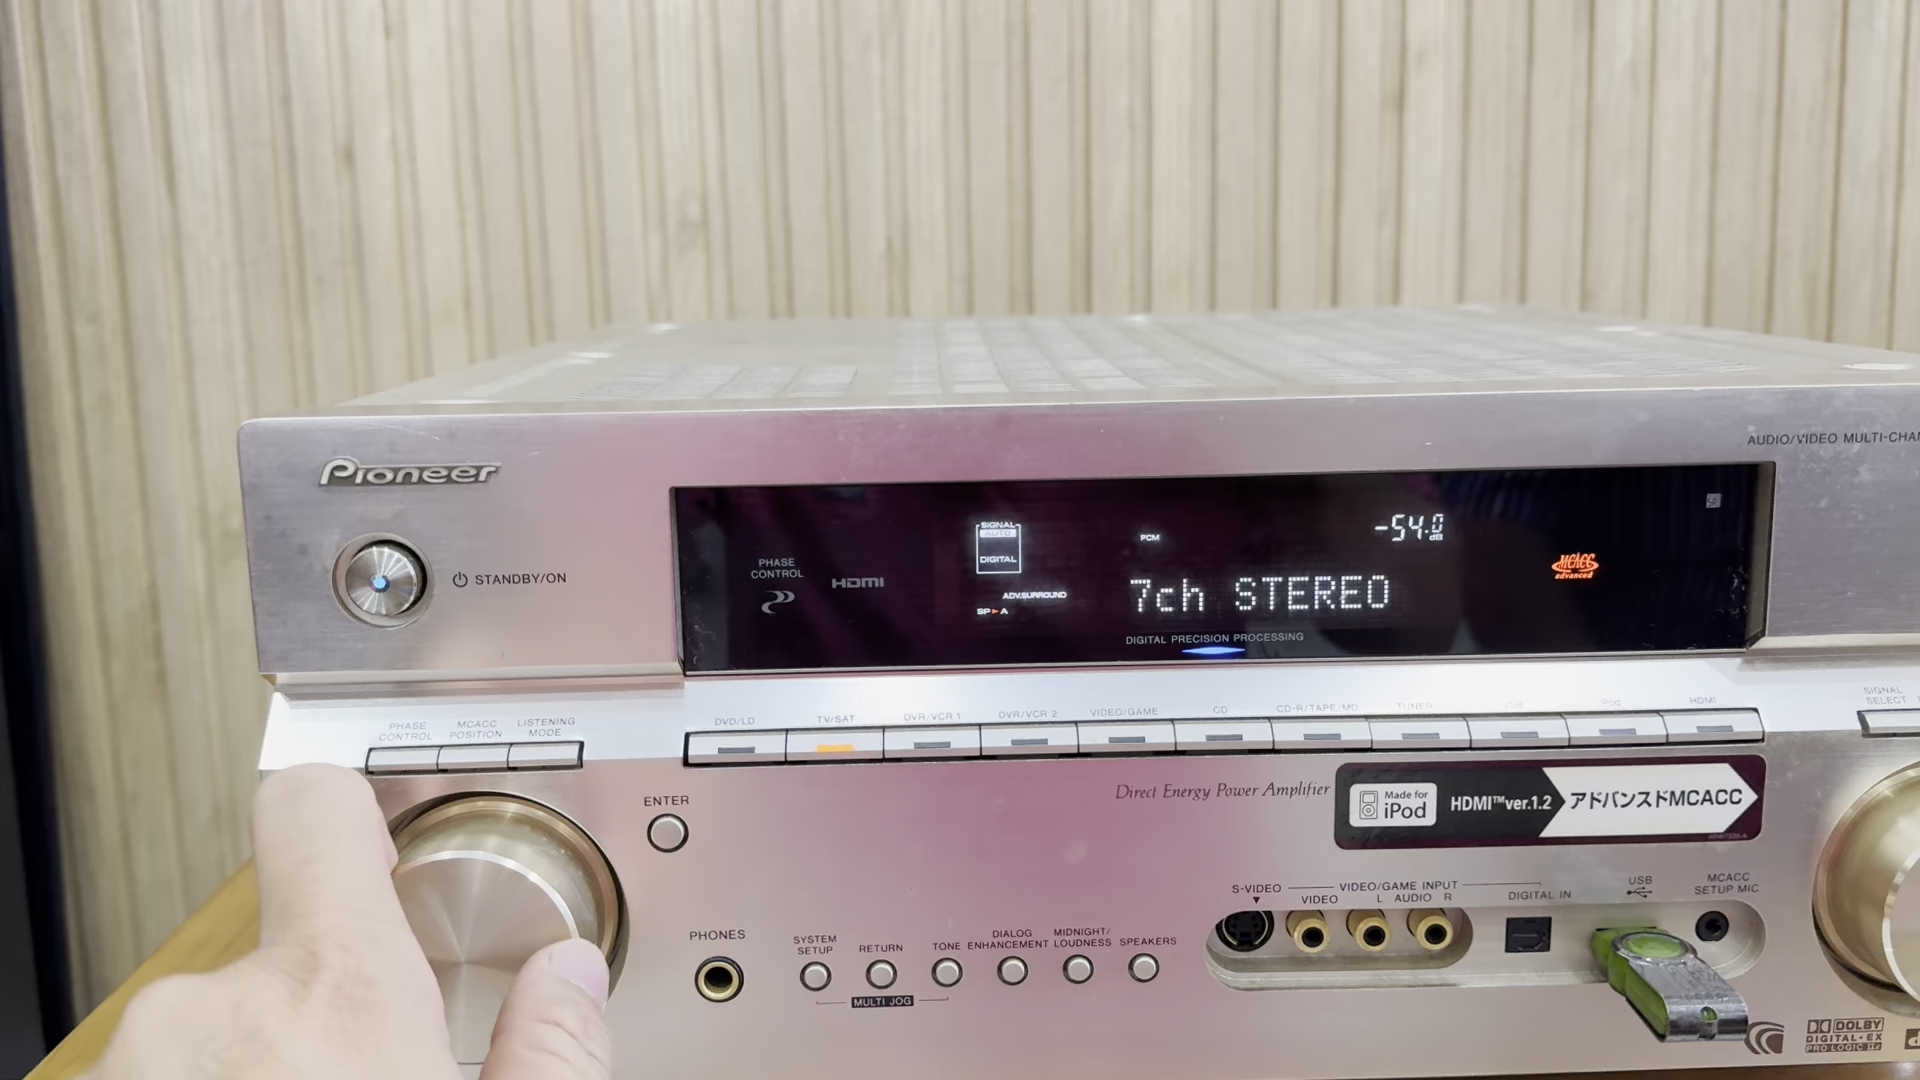 AUDIO/VIDEO MULTI-CHAN
Pioneer
STANDBY/ON
PHASE
CONTROL
HDMI
SIGNAL
AUTO
DIGITAL
ADV.SURROUND
SP►A
PCM
-54.0
dB
7ch STEREO
DIGITAL PRECISION PROCESSING
MCACC
advanced
PHASE
CONTROL
MCACC
POSITION
LISTENING
MODE
DVD/LD
TV/SAT
DVR/VCR 1
DVR/VCR 2
VIDEO/GAME
CD
CD-R/TAPE/MD
TUNER
USB
iPod
HDMI
SIGNAL
SELECT
ENTER
Direct Energy Power Amplifier
Made for
iPod
HDMI™ver.1.2
アドバンスドMCACC
PHONES
SYSTEM
SETUP
RETURN
TONE
DIALOG
ENHANCEMENT
MIDNIGHT/
LOUDNESS
SPEAKERS
MULTI JOG
S-VIDEO
VIDEO/GAME INPUT
VIDEO
L AUDIO R
DIGITAL IN
USB
MCACC
SETUP MIC
DOLBY
DIGITAL·EX
PRO LOGIC IIx